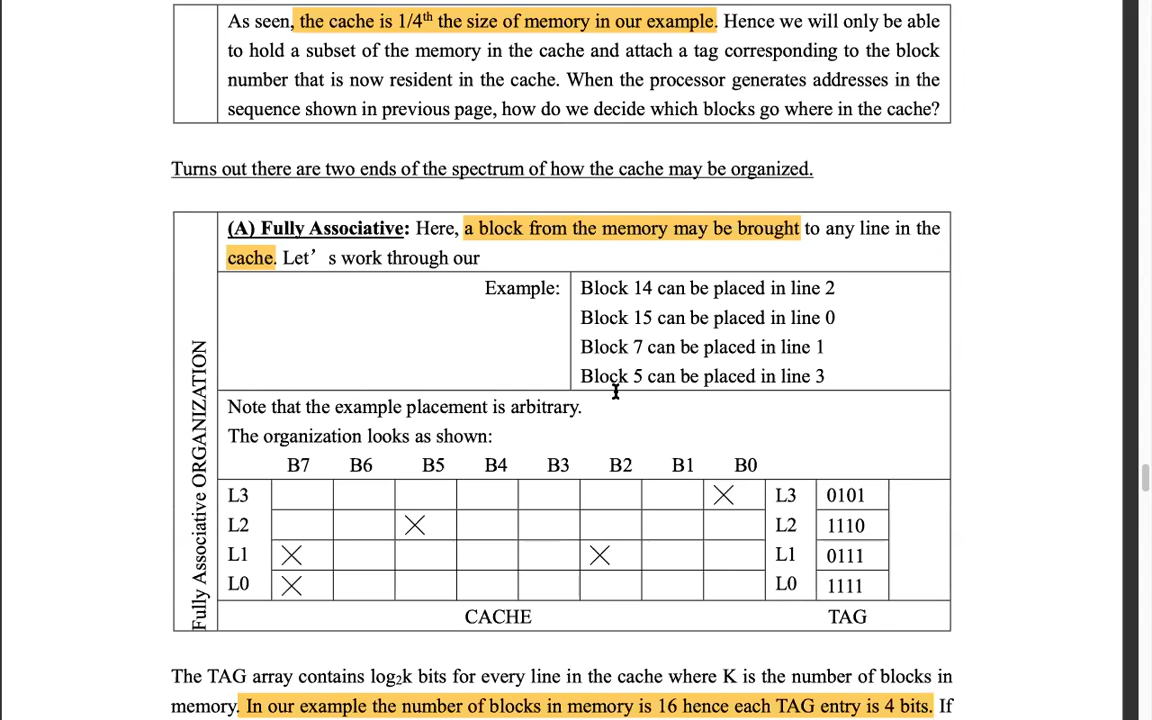 As seen, the cache is 1/4th the size of memory in our example. Hence we will only be able
to hold a subset of the memory in the cache and attach a tag corresponding to the block
number that is now resident in the cache. When the processor generates addresses in the
sequence shown in previous page, how do we decide which blocks go where in the cache?
Turns out there are two ends of the spectrum of how the cache may be organized.
Fully Associative ORGANIZATION
(A) Fully Associative: Here, a block from the memory may be brought to any line in the
cache. Let’s work through our
Example:
Block 14 can be placed in line 2
Block 15 can be placed in line 0
Block 7 can be placed in line 1
Block 5 can be placed in line 3
Note that the example placement is arbitrary.
The organization looks as shown:
B7 B6 B5 B4 B3 B2 B1 B0
L3 L3 0101
L2 L2 1110
L1 L1 0111
L0 L0 1111
CACHE TAG
The TAG array contains log2k bits for every line in the cache where K is the number of blocks in
memory. In our example the number of blocks in memory is 16 hence each TAG entry is 4 bits. If